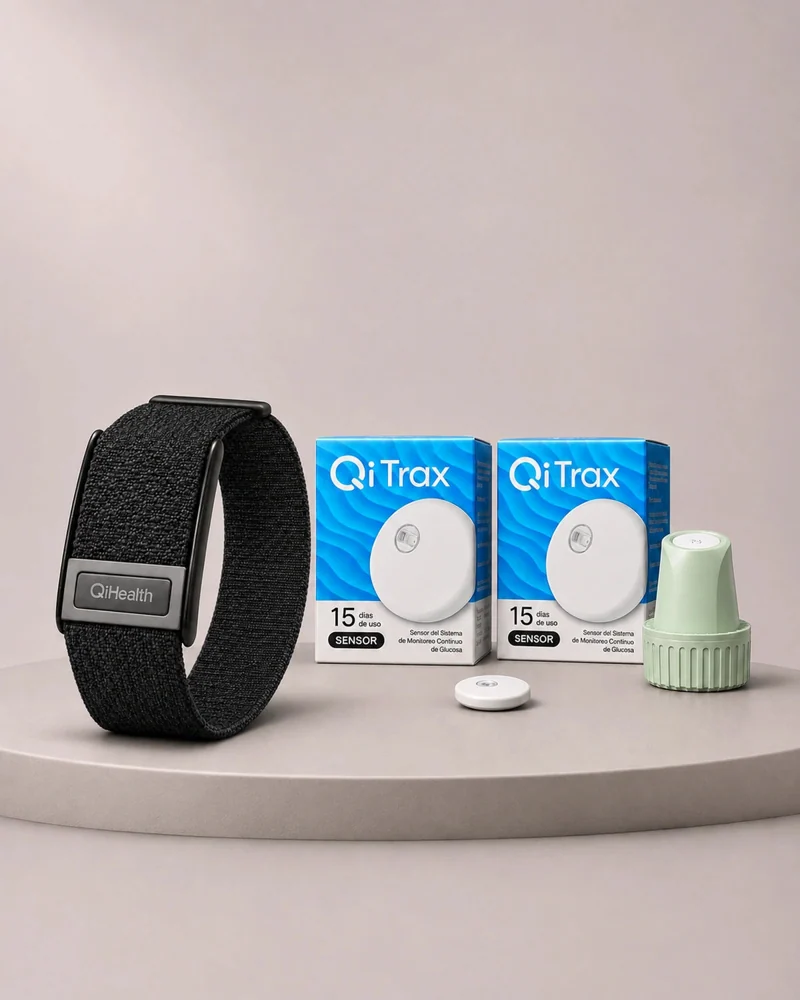 QiHealth
Qi Trax
15 días
de uso
SENSOR
Sensor del Sistema
de Monitoreo Continuo
de Glucosa
Qi Trax
15 días
de uso
SENSOR
Sensor del Sistema
de Monitoreo Continuo
de Glucosa